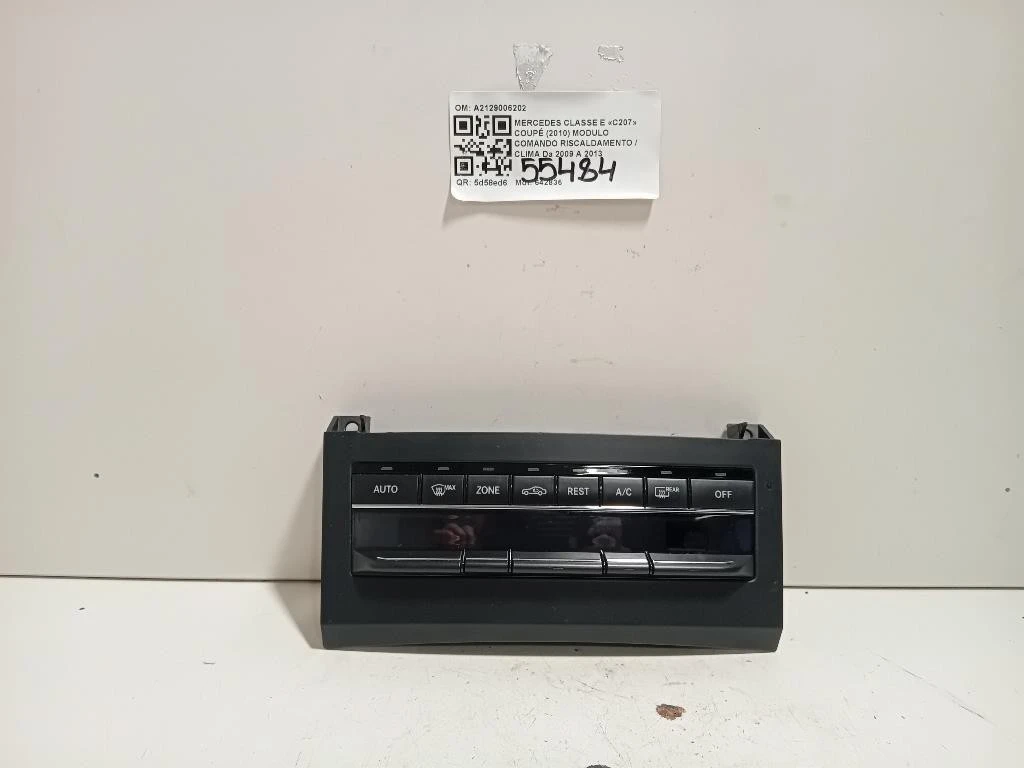 OM: A2129006202
MERCEDES CLASSE E «C207»
COUPÉ (2010) MODULO
COMANDO RISCALDAMENTO /
CLIMA Da 2009 A 2013
55484
QR: 5d58ed6 Mot: 642836
AUTO MAX ZONE REST A/C REAR OFF